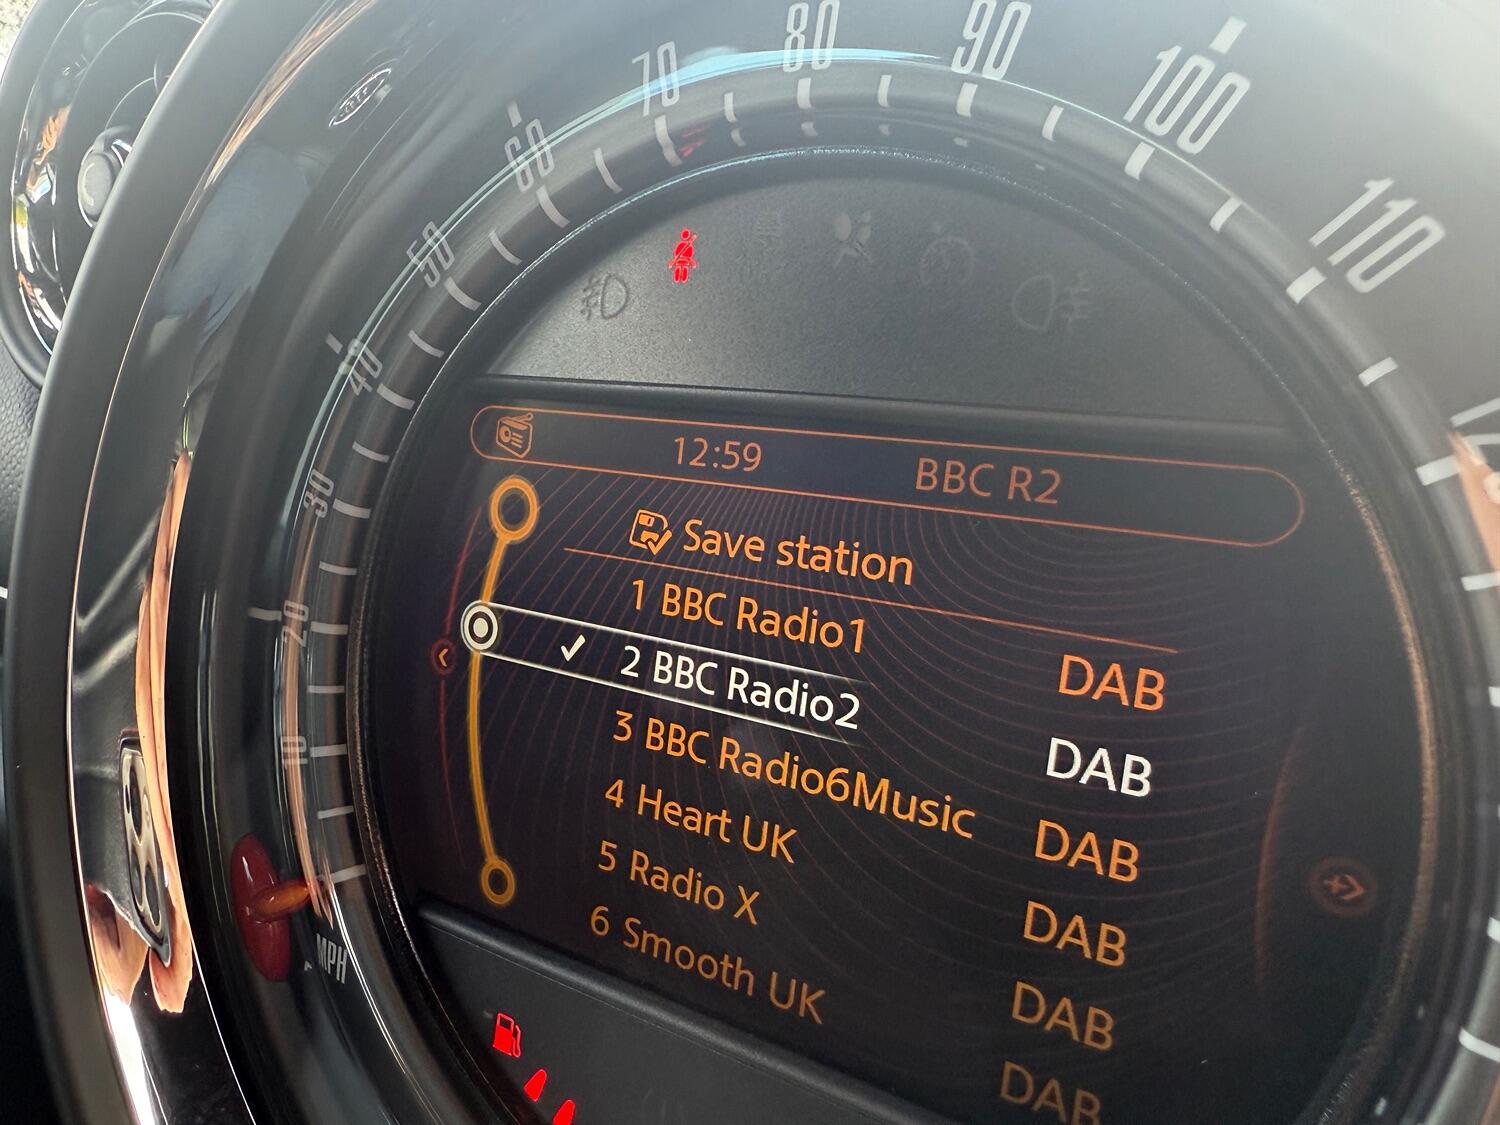 70
80
90
100
60
110
50
40
12:59 BBC R2
30
Save station
1 BBC Radio1 DAB
20
✓ 2 BBC Radio2 DAB
3 BBC Radio6Music DAB
10
4 Heart UK DAB
5 Radio X DAB
6 Smooth UK DAB
MPH